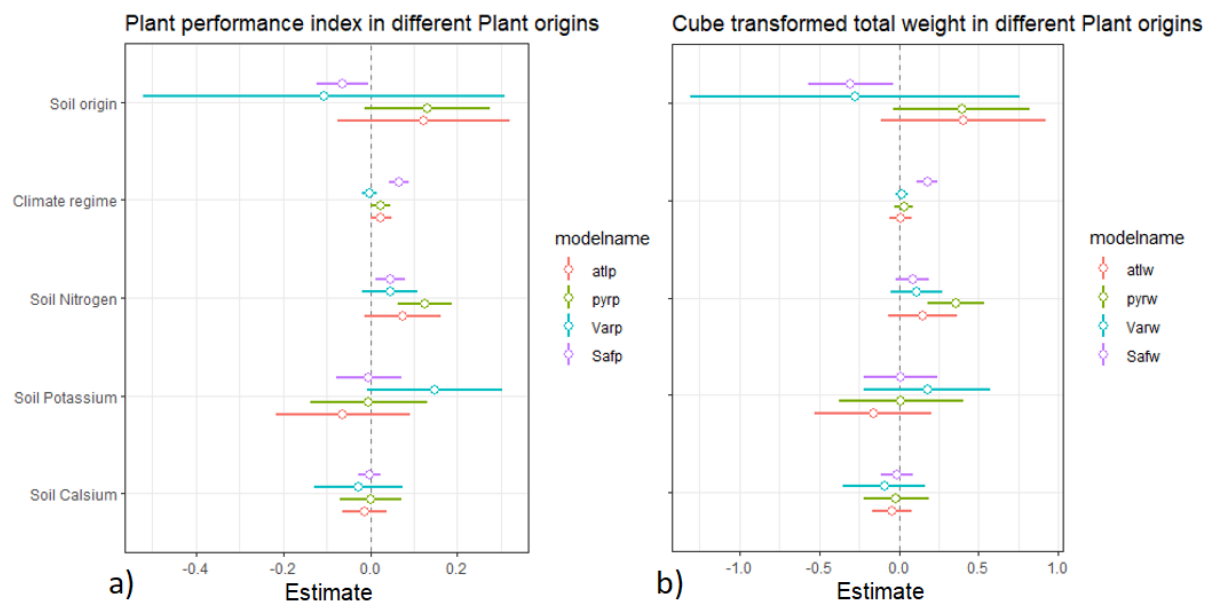 Plant performance index in different Plant origins
Soil origin
Climate regime
Soil Nitrogen
Soil Potassium
Soil Calsium
-0.4 -0.2 0.0 0.2
a) Estimate
modelname
atlp
pyrp
Varp
Safp
Cube transformed total weight in different Plant origins
-1.0 -0.5 0.0 0.5 1.0
b) Estimate
modelname
atlw
pyrw
Varw
Safw